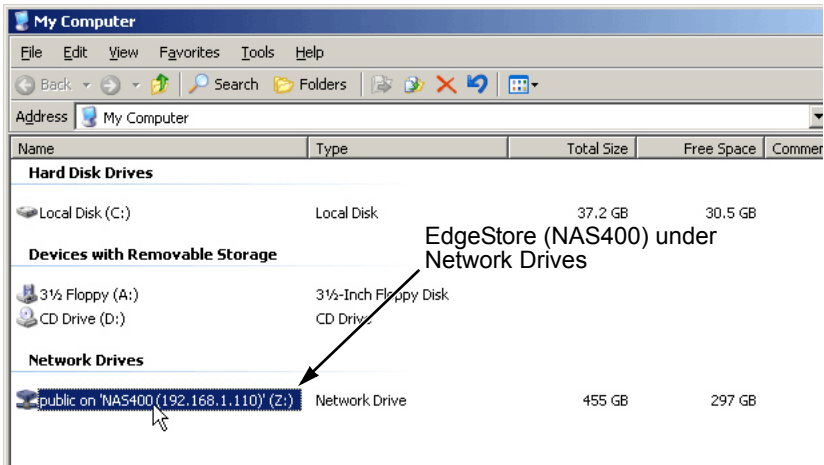 My Computer
File Edit View Favorites Tools Help
Back Search Folders
Address My Computer
Name Type Total Size Free Space Commen
Hard Disk Drives
Local Disk (C:) Local Disk 37.2 GB 30.5 GB
EdgeStore (NAS400) under
Network Drives
Devices with Removable Storage
3½ Floppy (A:) 3½-Inch Floppy Disk
CD Drive (D:) CD Drive
Network Drives
public on 'NAS400 (192.168.1.110)' (Z:) Network Drive 455 GB 297 GB